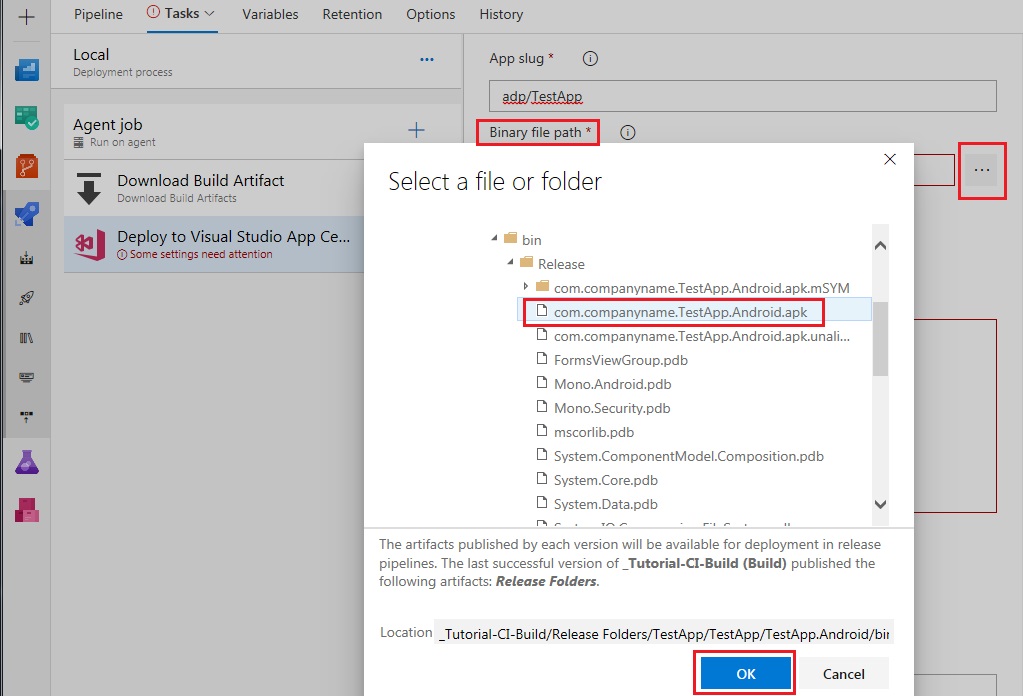 Pipeline Tasks Variables Retention Options History
Local
Deployment process
App slug *
adp/TestApp
Agent job
Run on agent
Binary file path *
Download Build Artifact
Download Build Artifacts
Deploy to Visual Studio App Ce...
Some settings need attention
Select a file or folder
bin
Release
com.companyname.TestApp.Android.apk.mSYM
com.companyname.TestApp.Android.apk
com.companyname.TestApp.Android.apk.unali...
FormsViewGroup.pdb
Mono.Android.pdb
Mono.Security.pdb
mscorlib.pdb
System.ComponentModel.Composition.pdb
System.Core.pdb
System.Data.pdb
The artifacts published by each version will be available for deployment in release
pipelines. The last successful version of _Tutorial-CI-Build (Build) published the
following artifacts: Release Folders.
Location _Tutorial-CI-Build/Release Folders/TestApp/TestApp/TestApp.Android/bin
OK Cancel